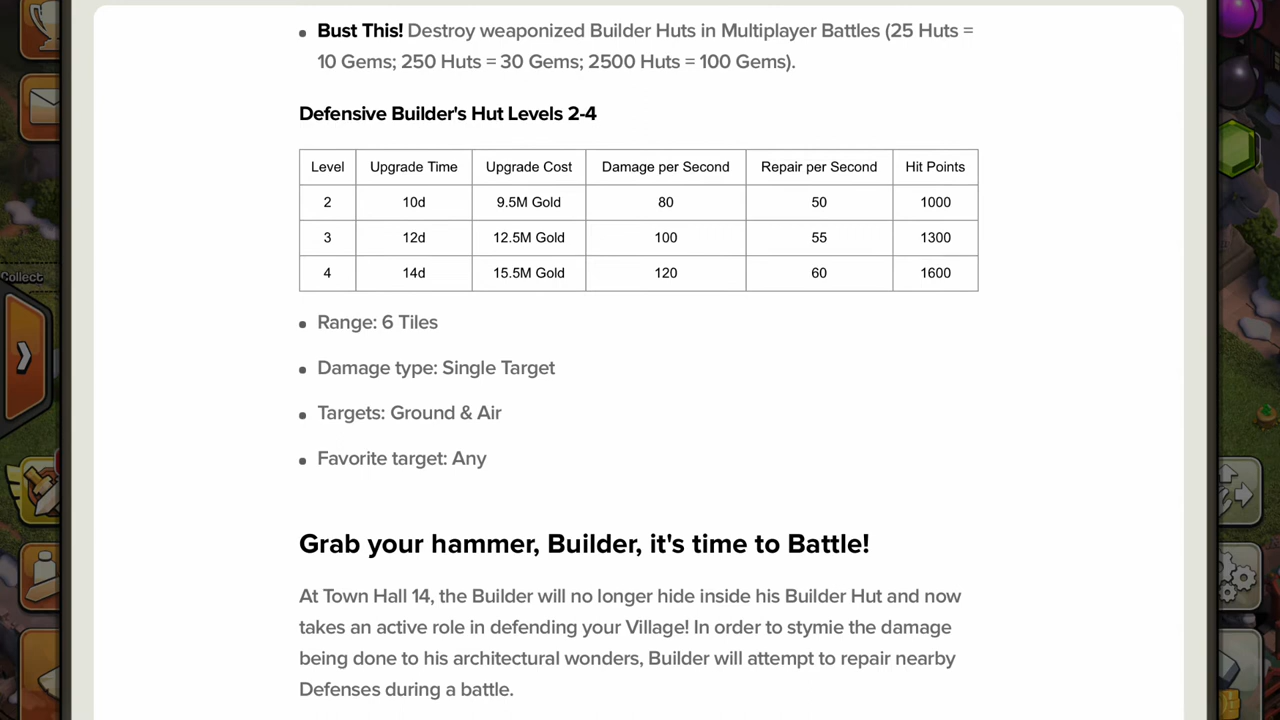 Bust This! Destroy weaponized Builder Huts in Multiplayer Battles (25 Huts =
10 Gems; 250 Huts = 30 Gems; 2500 Huts = 100 Gems).
Defensive Builder's Hut Levels 2-4
Level Upgrade Time Upgrade Cost Damage per Second Repair per Second Hit Points
2 10d 9.5M Gold 80 50 1000
3 12d 12.5M Gold 100 55 1300
4 14d 15.5M Gold 120 60 1600
Collect
Range: 6 Tiles
Damage type: Single Target
Targets: Ground & Air
Favorite target: Any
Grab your hammer, Builder, it's time to Battle!
At Town Hall 14, the Builder will no longer hide inside his Builder Hut and now
takes an active role in defending your Village! In order to stymie the damage
being done to his architectural wonders, Builder will attempt to repair nearby
Defenses during a battle.